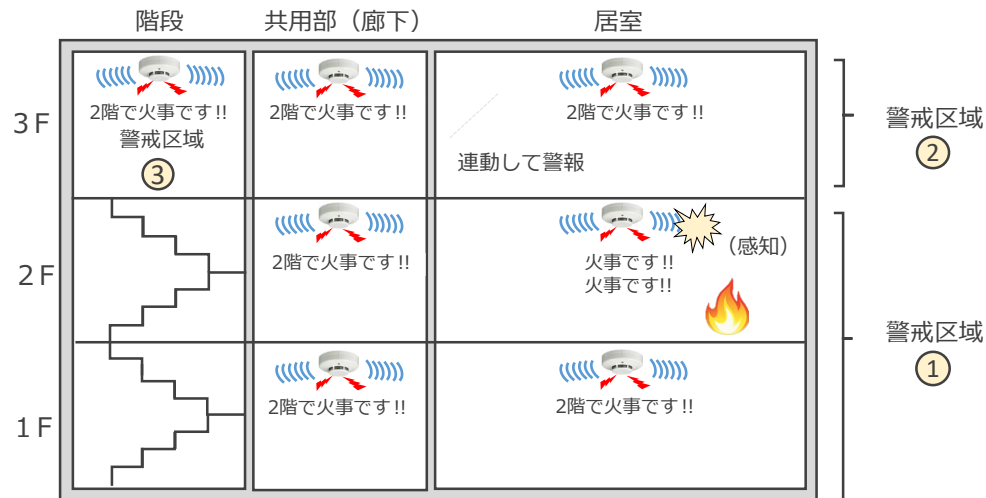 階段
共用部（廊下）
居室
3F
2階で火事です!!
警戒区域
③
2階で火事です!!
2階で火事です!!
連動して警報
警戒区域
②
2F
2階で火事です!!
（感知）
火事です!!
火事です!!
警戒区域
①
1F
2階で火事です!!
2階で火事です!!